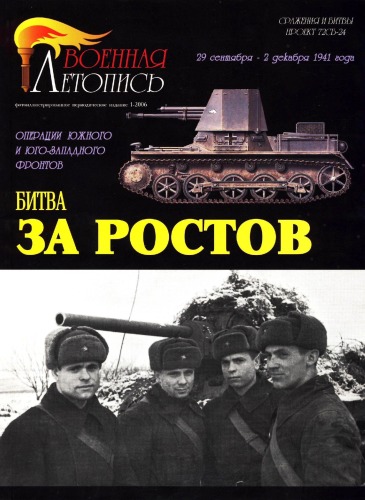 ВОЕННАЯ
ЛЕТОПИСЬ
фотоиллюстрированное периодическое издание 1-2006
СРАЖЕНИЯ И БИТВЫ
ПРОЕКТ 72СЪ-24
29 сентября - 2 декабря 1941 года
ОПЕРАЦИИ ЮЖНОГО
И ЮГО-ЗАПАДНОГО
ФРОНТОВ
БИТВА
ЗА РОСТОВ